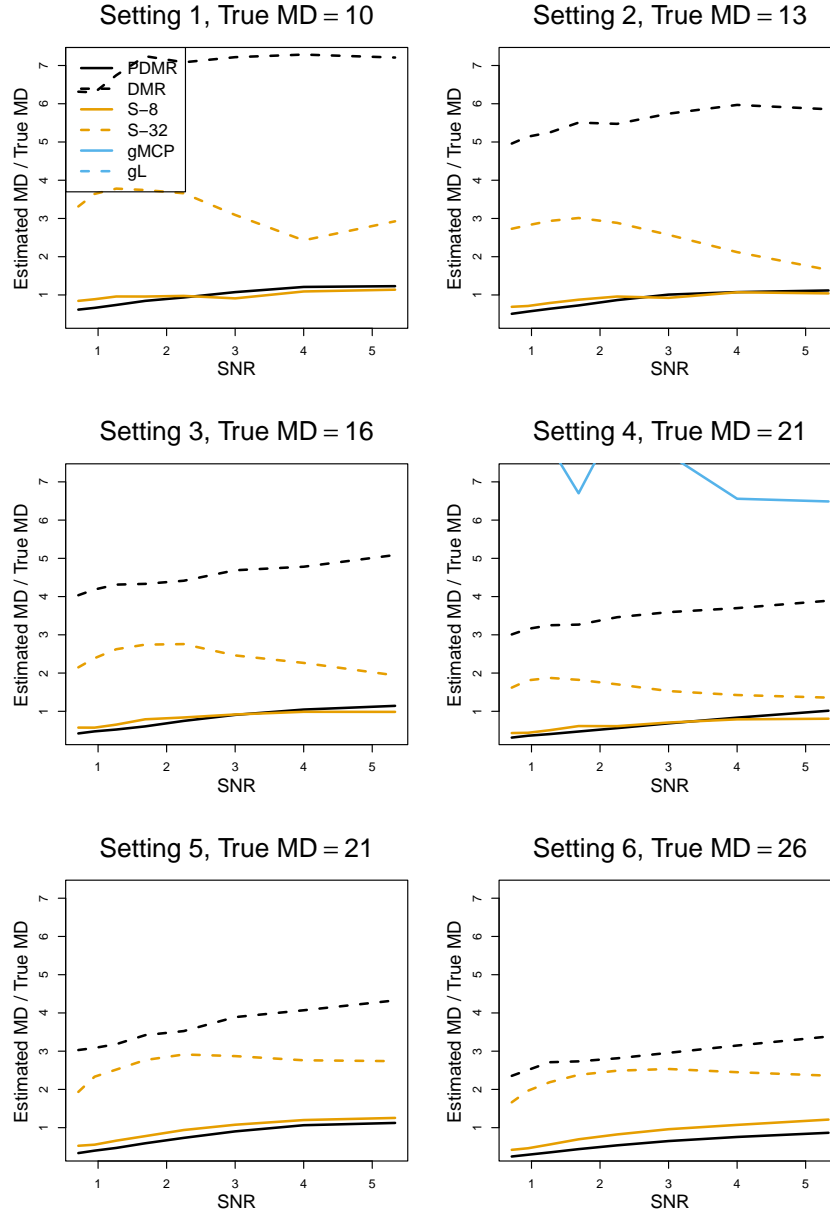 Setting 1, True MD = 10
Estimated MD / True MD
7
6
5
4
3
2
1
PDMR
DMR
S−8
S−32
gMCP
gL
1 2 3 4 5
SNR
Setting 2, True MD = 13
Estimated MD / True MD
7
6
5
4
3
2
1
1 2 3 4 5
SNR
Setting 3, True MD = 16
Estimated MD / True MD
7
6
5
4
3
2
1
1 2 3 4 5
SNR
Setting 4, True MD = 21
Estimated MD / True MD
7
6
5
4
3
2
1
1 2 3 4 5
SNR
Setting 5, True MD = 21
Estimated MD / True MD
7
6
5
4
3
2
1
1 2 3 4 5
SNR
Setting 6, True MD = 26
Estimated MD / True MD
7
6
5
4
3
2
1
1 2 3 4 5
SNR